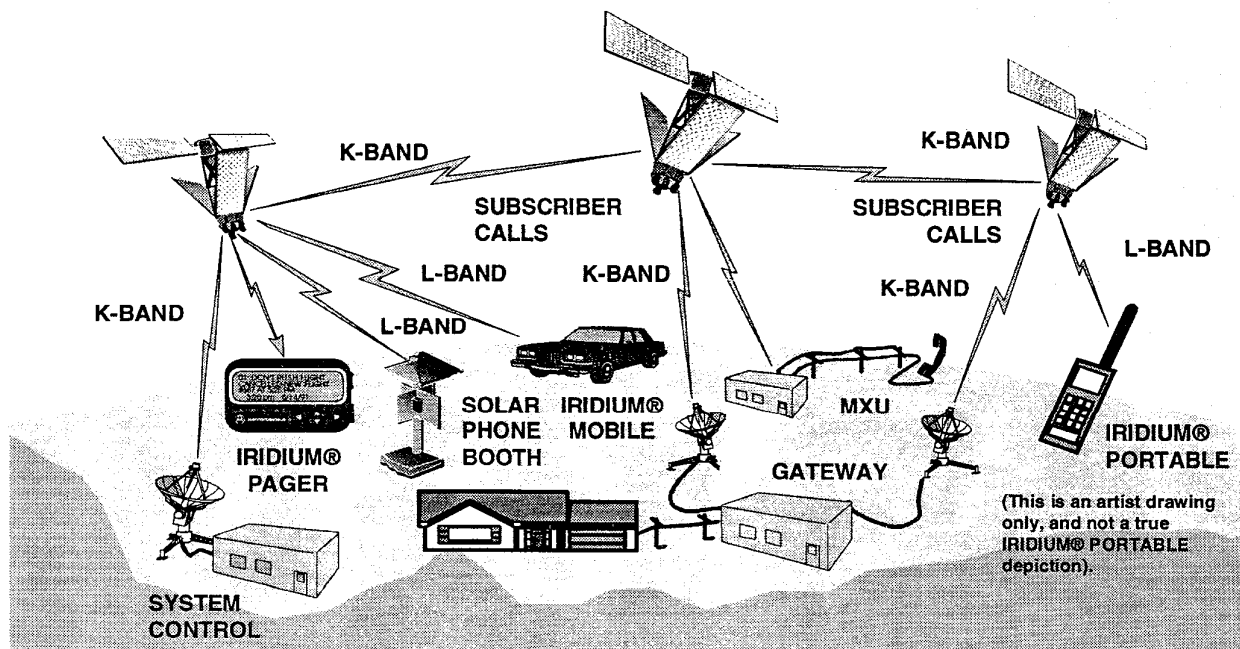 K-BAND
K-BAND
SUBSCRIBER
CALLS
SUBSCRIBER
CALLS
L-BAND
L-BAND
K-BAND
K-BAND
K-BAND
L-BAND
SOLAR
PHONE
BOOTH
IRIDIUM®
MOBILE
MXU
IRIDIUM®
PAGER
GATEWAY
IRIDIUM®
PORTABLE
(This is an artist drawing
only, and not a true
IRIDIUM® PORTABLE
depiction).
SYSTEM
CONTROL